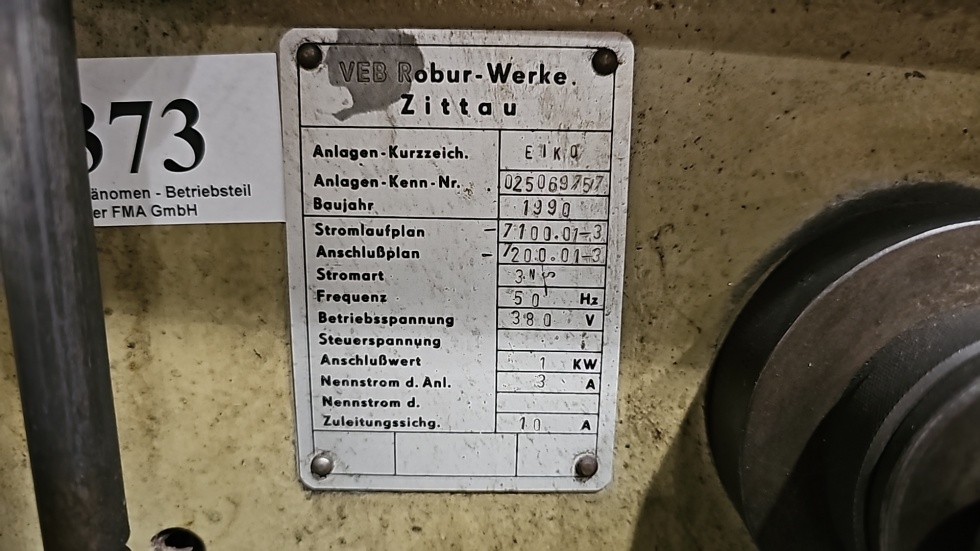 373
änomen - Betriebsteil
er FMA GmbH
VEB Robur-Werke.
Zittau
Anlagen-Kurzzeich. EIKO
Anlagen-Kenn-Nr. 025069757
Baujahr 1990
Stromlaufplan - 7100.01-3
Anschlußplan - 7200.01-3
Stromart 3 N
Frequenz 50 Hz
Betriebsspannung 380 V
Steuerspannung
Anschlußwert 1 KW
Nennstrom d. Anl. 3 A
Nennstrom d.
Zuleitungssichg. 10 A